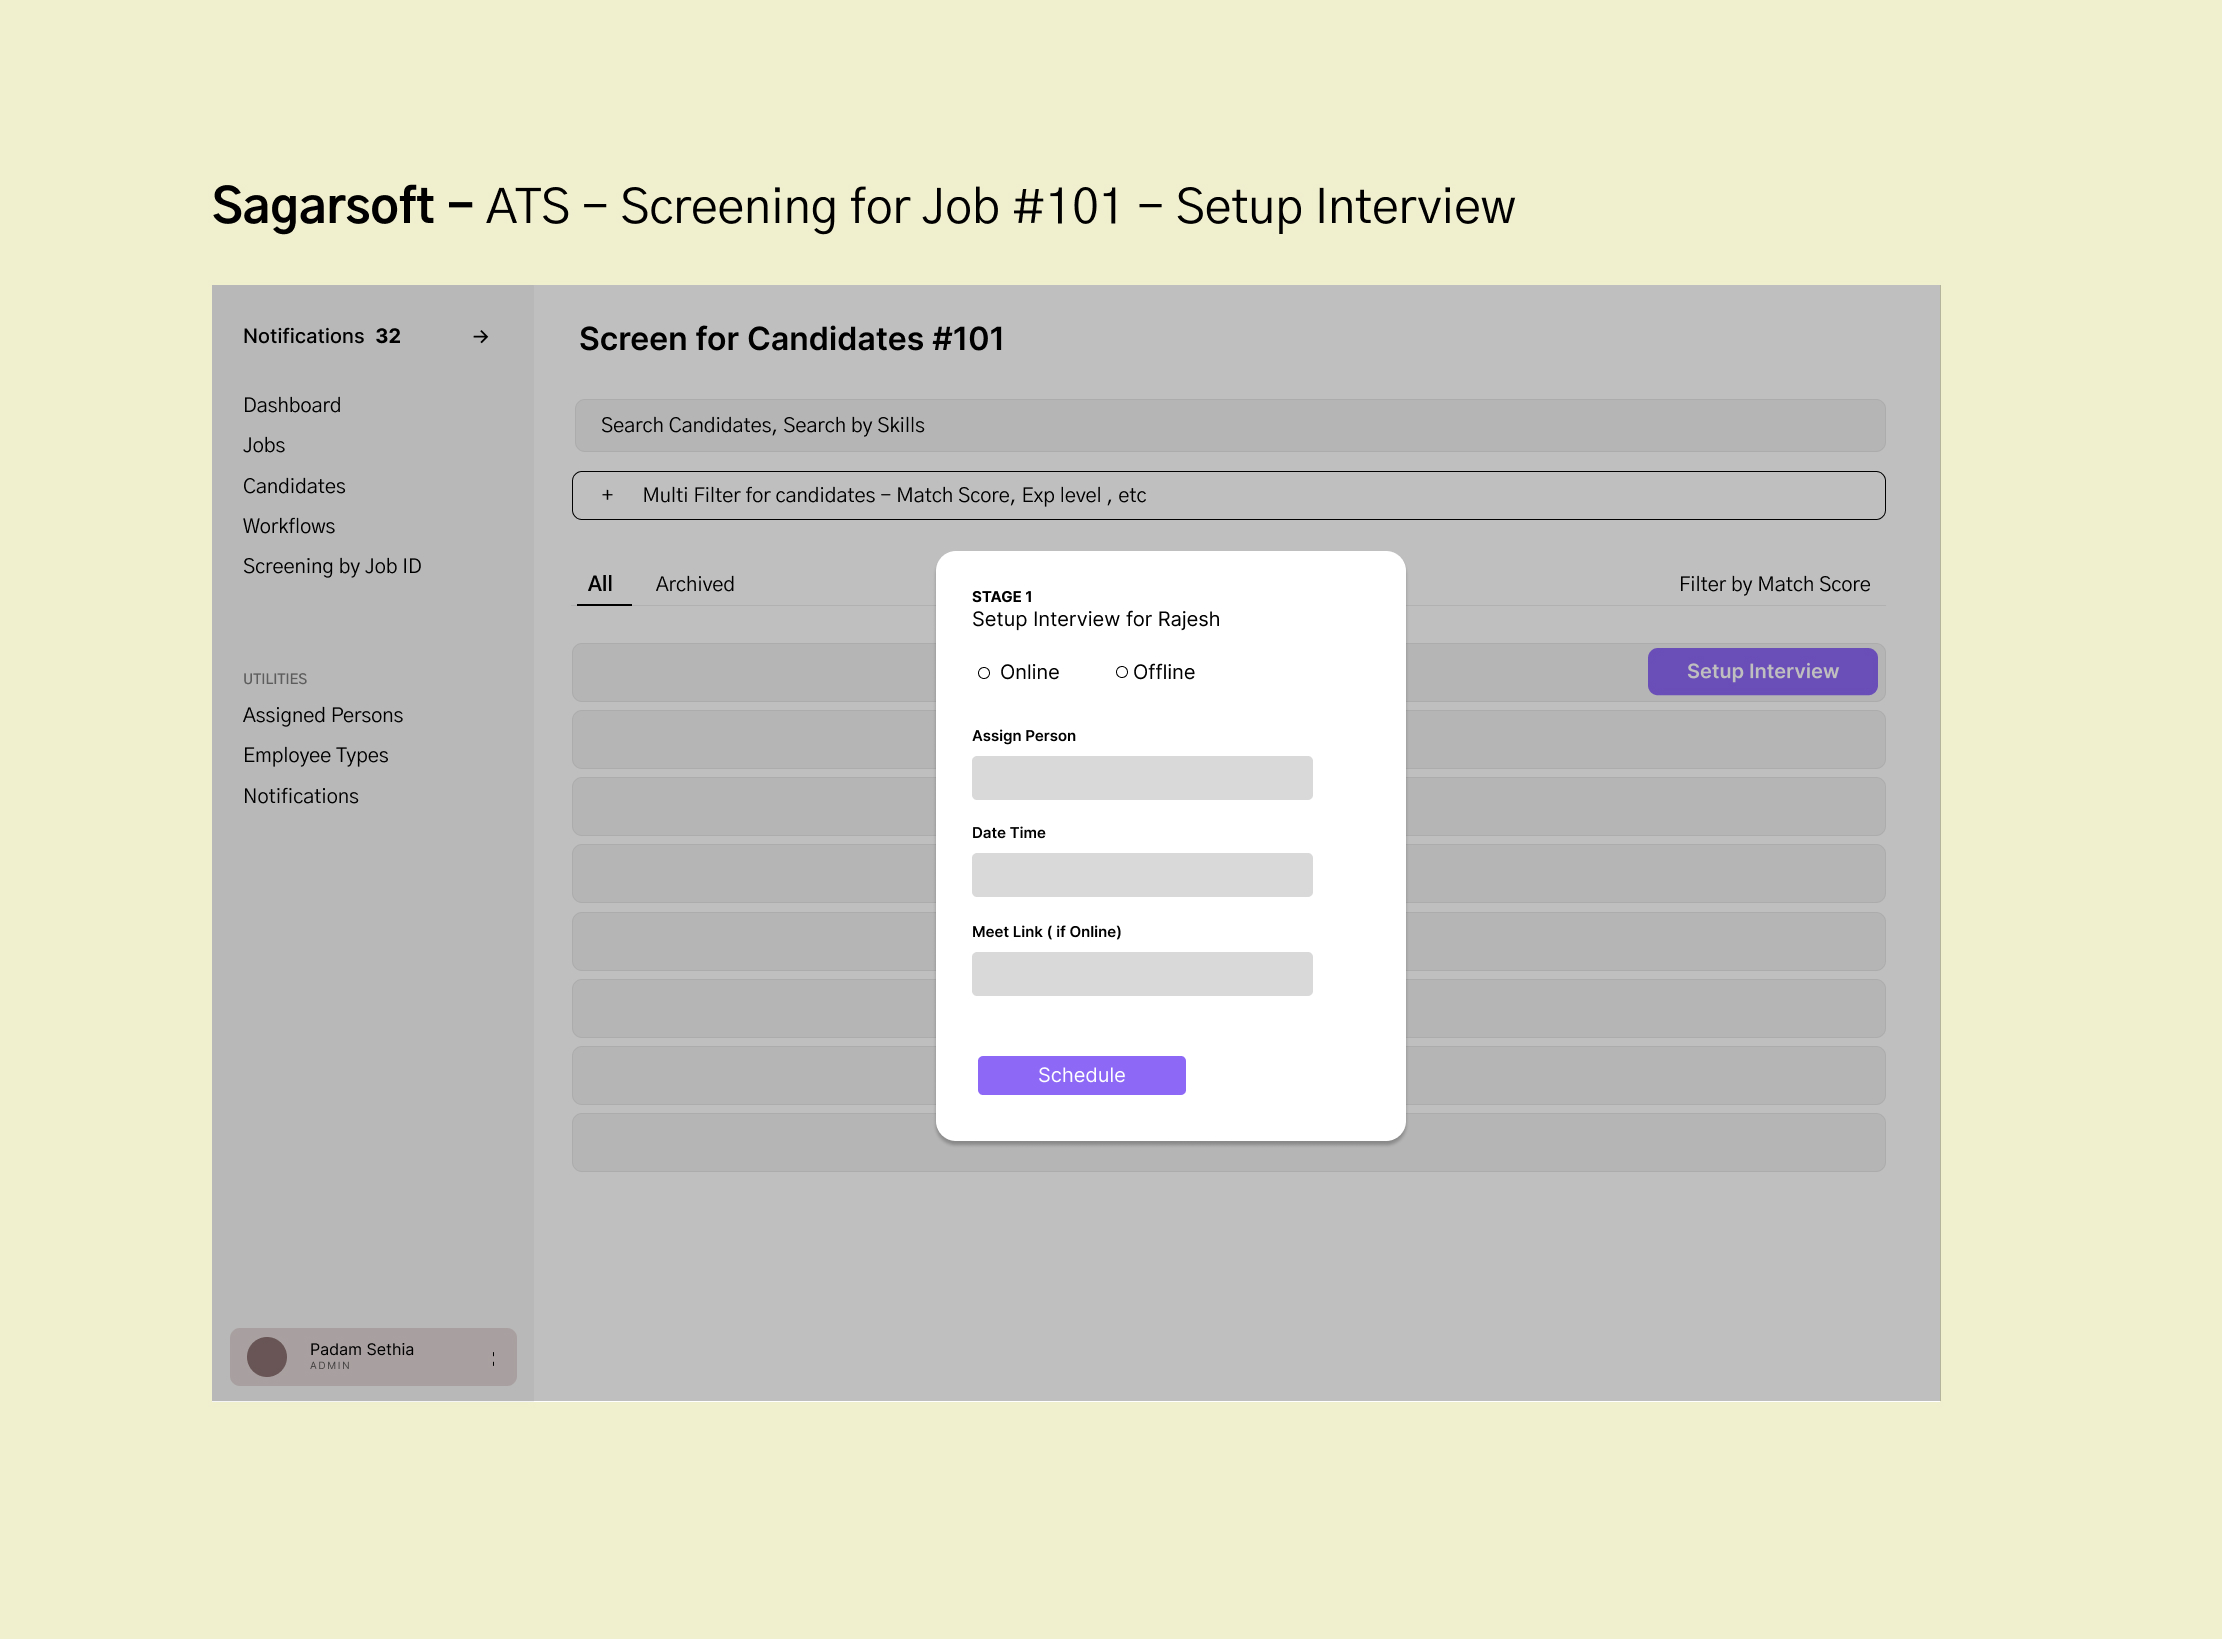 Sagarsoft – ATS – Screening for Job #101 – Setup Interview
Notifications 32 →
Dashboard
Jobs
Candidates
Workflows
Screening by Job ID
UTILITIES
Assigned Persons
Employee Types
Notifications
Padam Sethia
ADMIN
Screen for Candidates #101
Search Candidates, Search by Skills
+ Multi Filter for candidates – Match Score, Exp level , etc
All Archived Filter by Match Score
Setup Interview
STAGE 1
Setup Interview for Rajesh
Online Offline
Assign Person
Date Time
Meet Link ( if Online)
Schedule